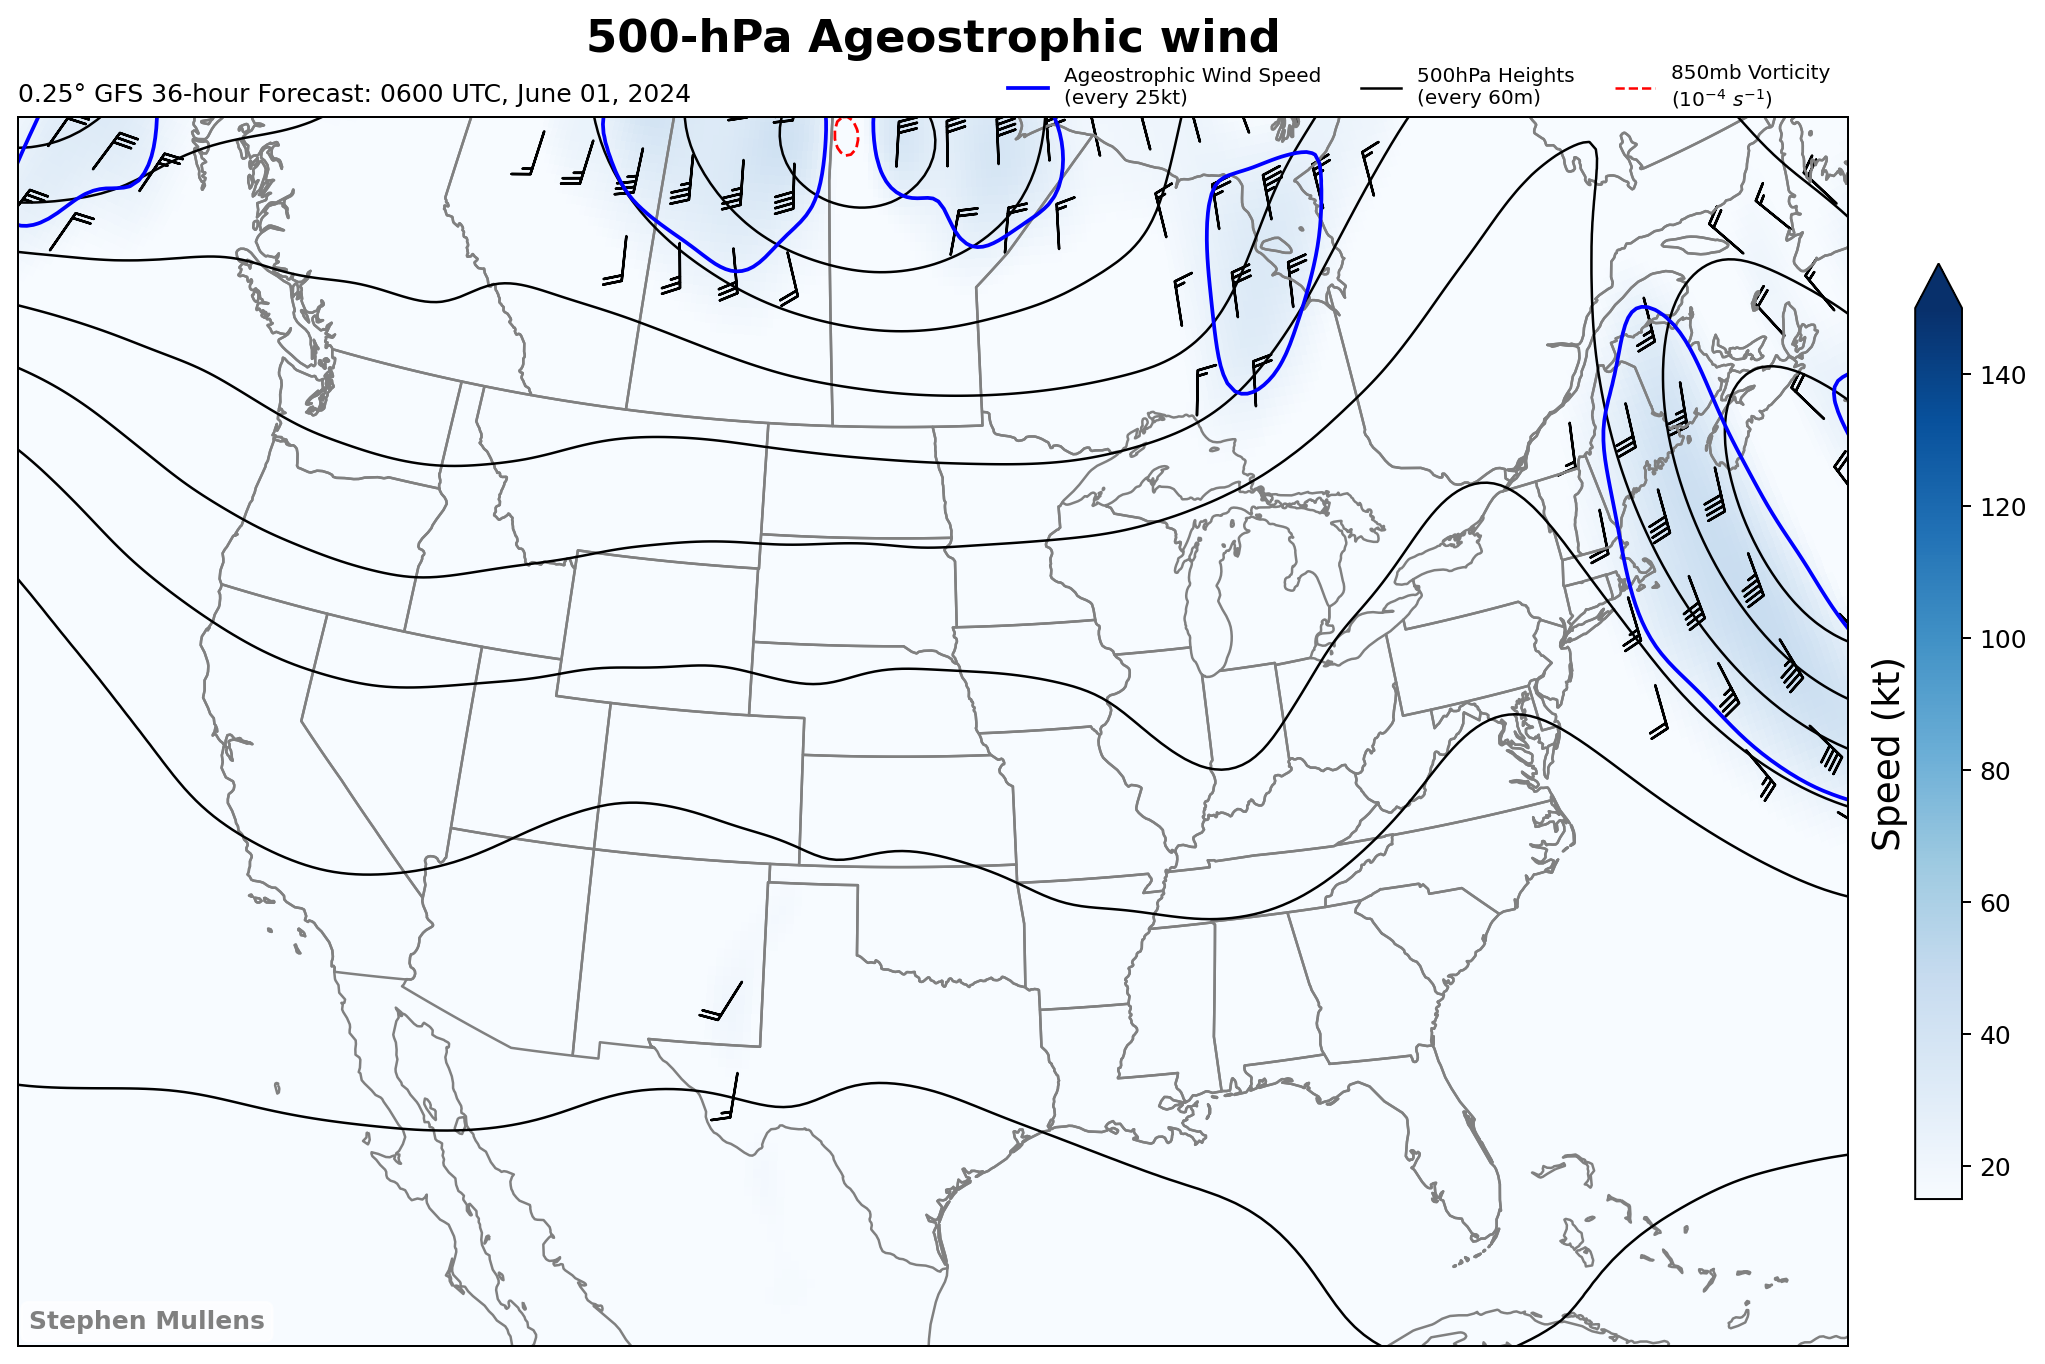 500-hPa Ageostrophic wind
0.25° GFS 36-hour Forecast: 0600 UTC, June 01, 2024
Ageostrophic Wind Speed
(every 25kt)
500hPa Heights
(every 60m)
850mb Vorticity
(10⁻⁴ s⁻¹)
140
120
100
80
60
40
20
Speed (kt)
Stephen Mullens